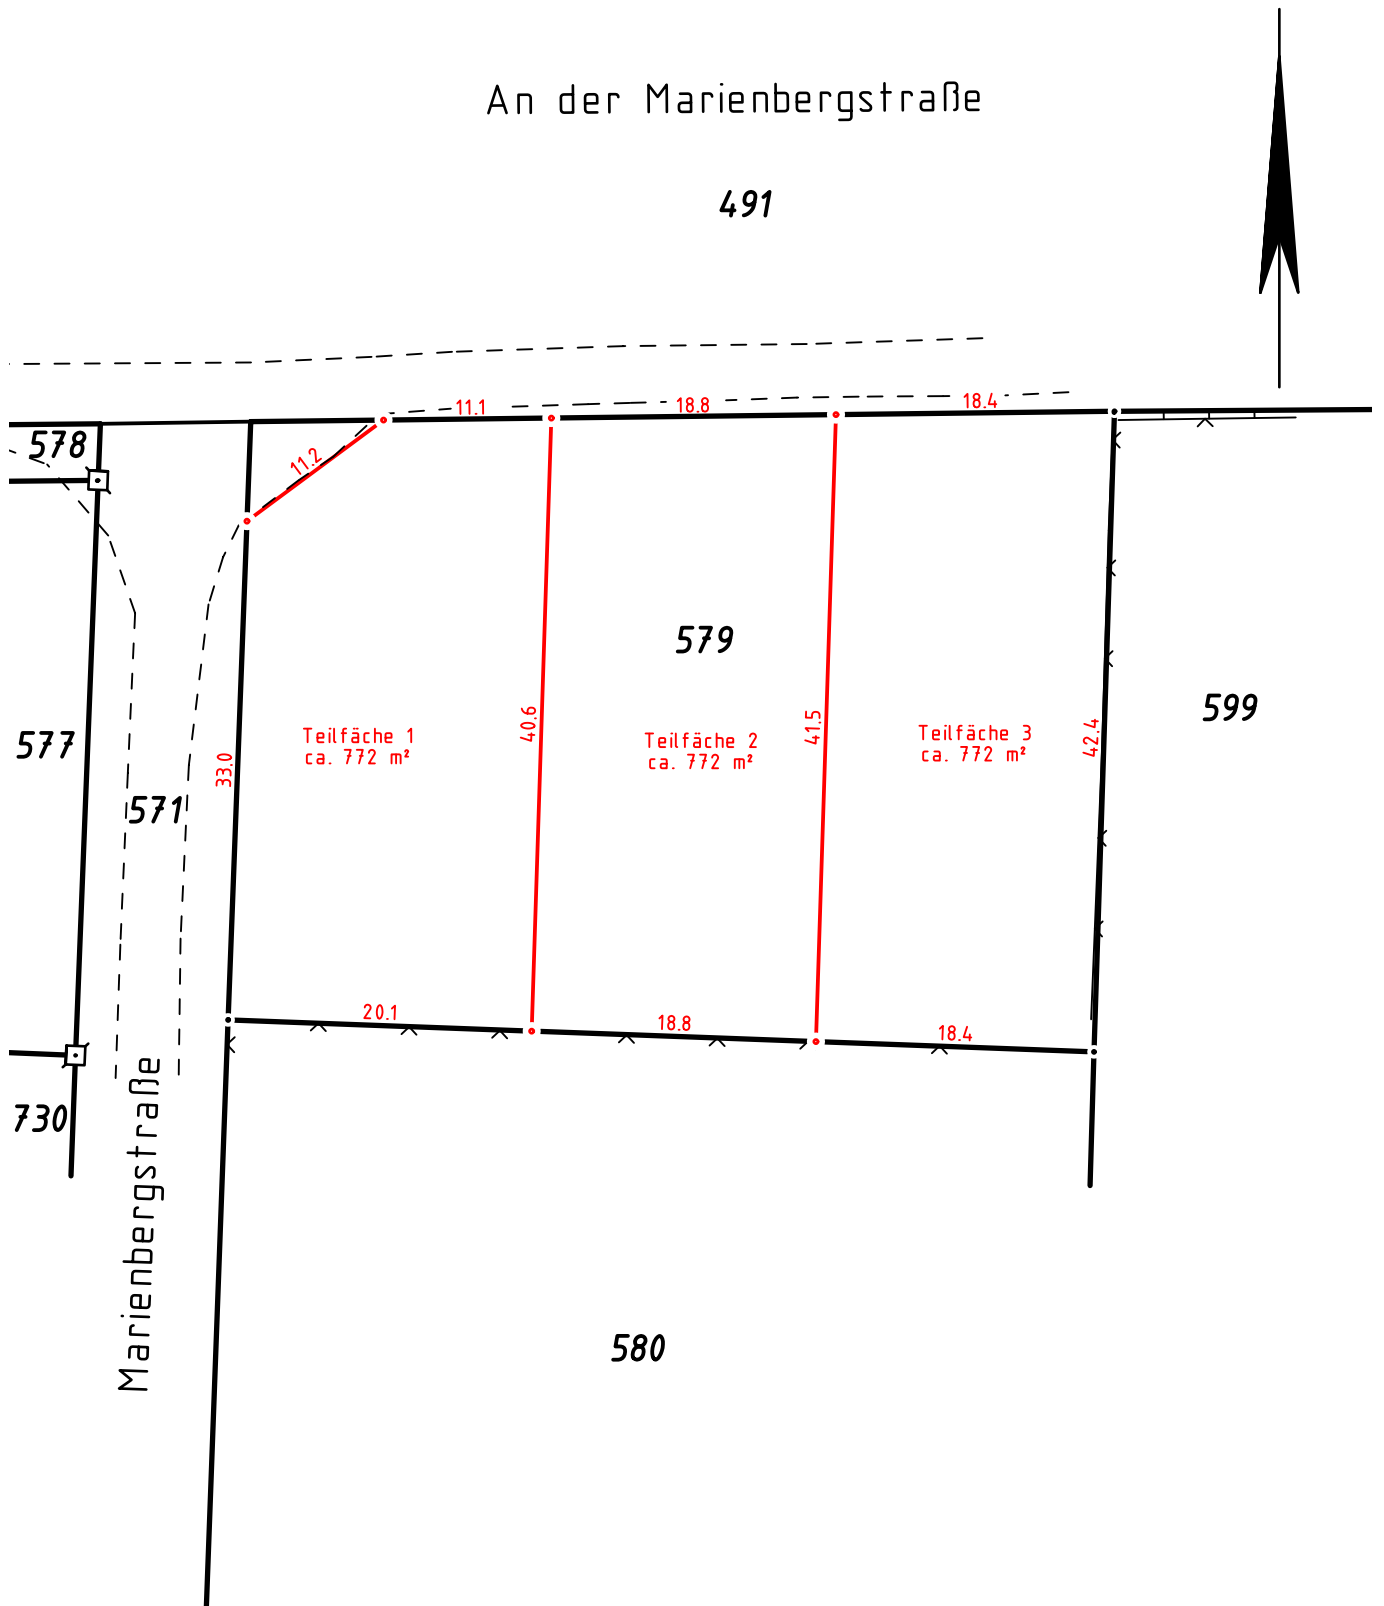 An der Marienbergstraße
491
11.1
18.8
18.4
578
11.2
579
599
Teilfäche 1
ca. 772 m²
40.6
Teilfäche 2
ca. 772 m²
41.5
Teilfäche 3
ca. 772 m²
42.4
577
33.0
571
20.1
18.8
18.4
730
Marienbergstraße
580